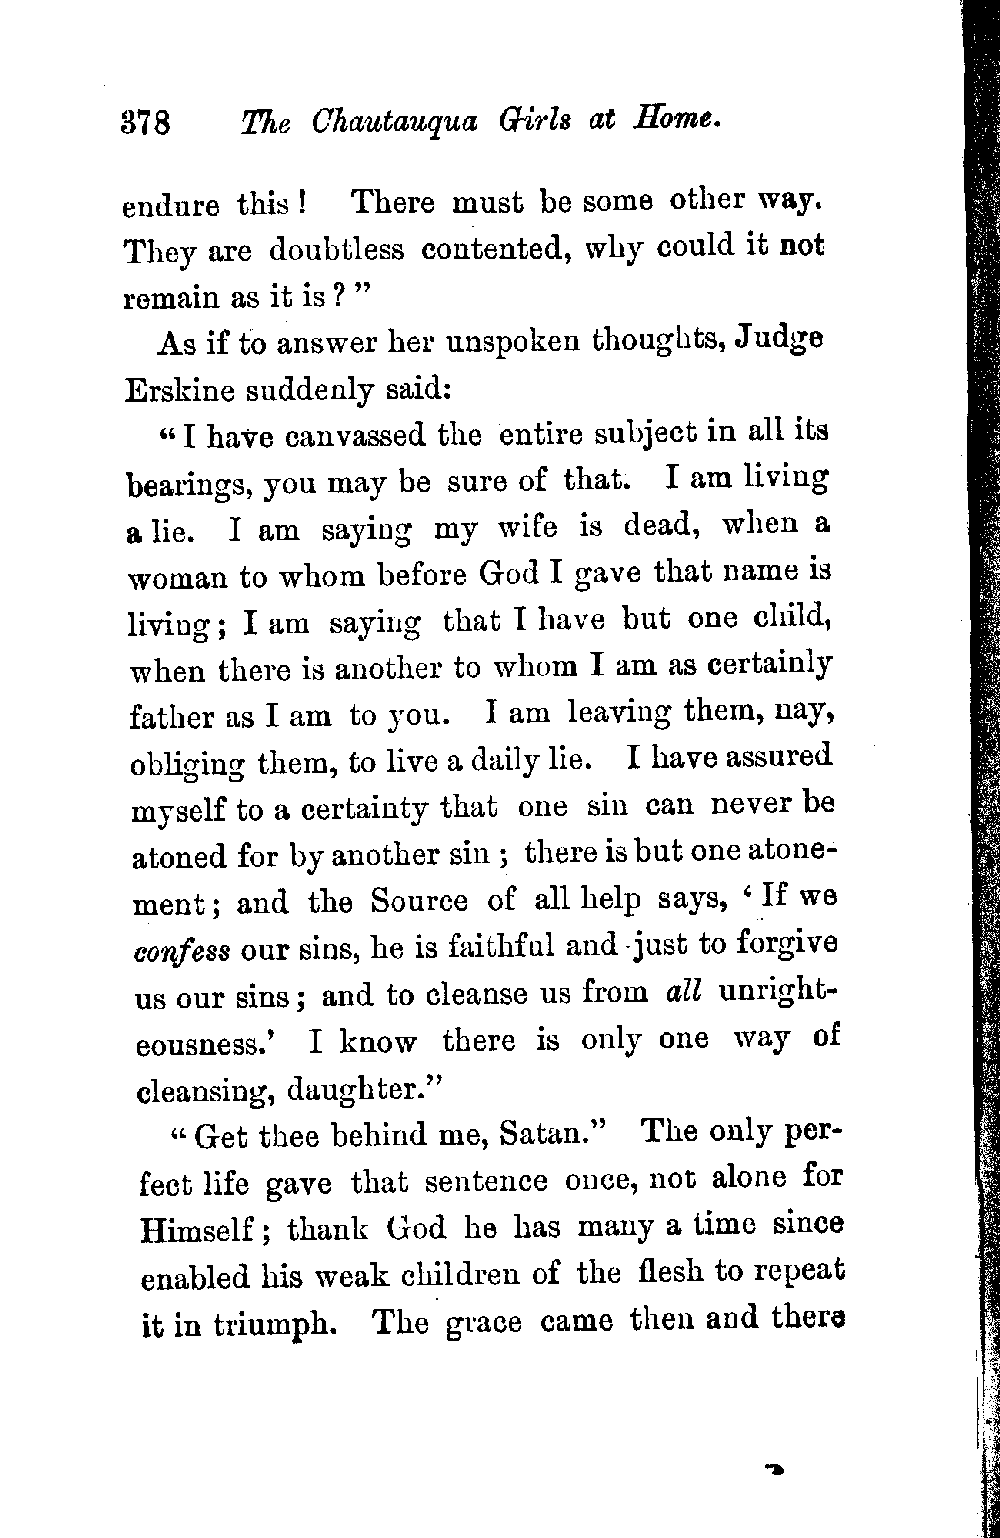 378 The Chautauqua Girls at Home.
endure this! There must be some other way.
They are doubtless contented, why could it not
remain as it is?"
As if to answer her unspoken thoughts, Judge
Erskine suddenly said:
"I have canvassed the entire subject in all its
bearings, you may be sure of that. I am living
a lie. I am saying my wife is dead, when a
woman to whom before God I gave that name is
living; I am saying that I have but one child,
when there is another to whom I am as certainly
father as I am to you. I am leaving them, nay,
obliging them, to live a daily lie. I have assured
myself to a certainty that one sin can never be
atoned for by another sin; there is but one atone-
ment; and the Source of all help says, 'If we
confess our sins, he is faithful and just to forgive
us our sins; and to cleanse us from all unright-
eousness.' I know there is only one way of
cleansing, daughter."
"Get thee behind me, Satan." The only per-
fect life gave that sentence once, not alone for
Himself; thank God he has many a time since
enabled his weak children of the flesh to repeat
it in triumph. The grace came then and there